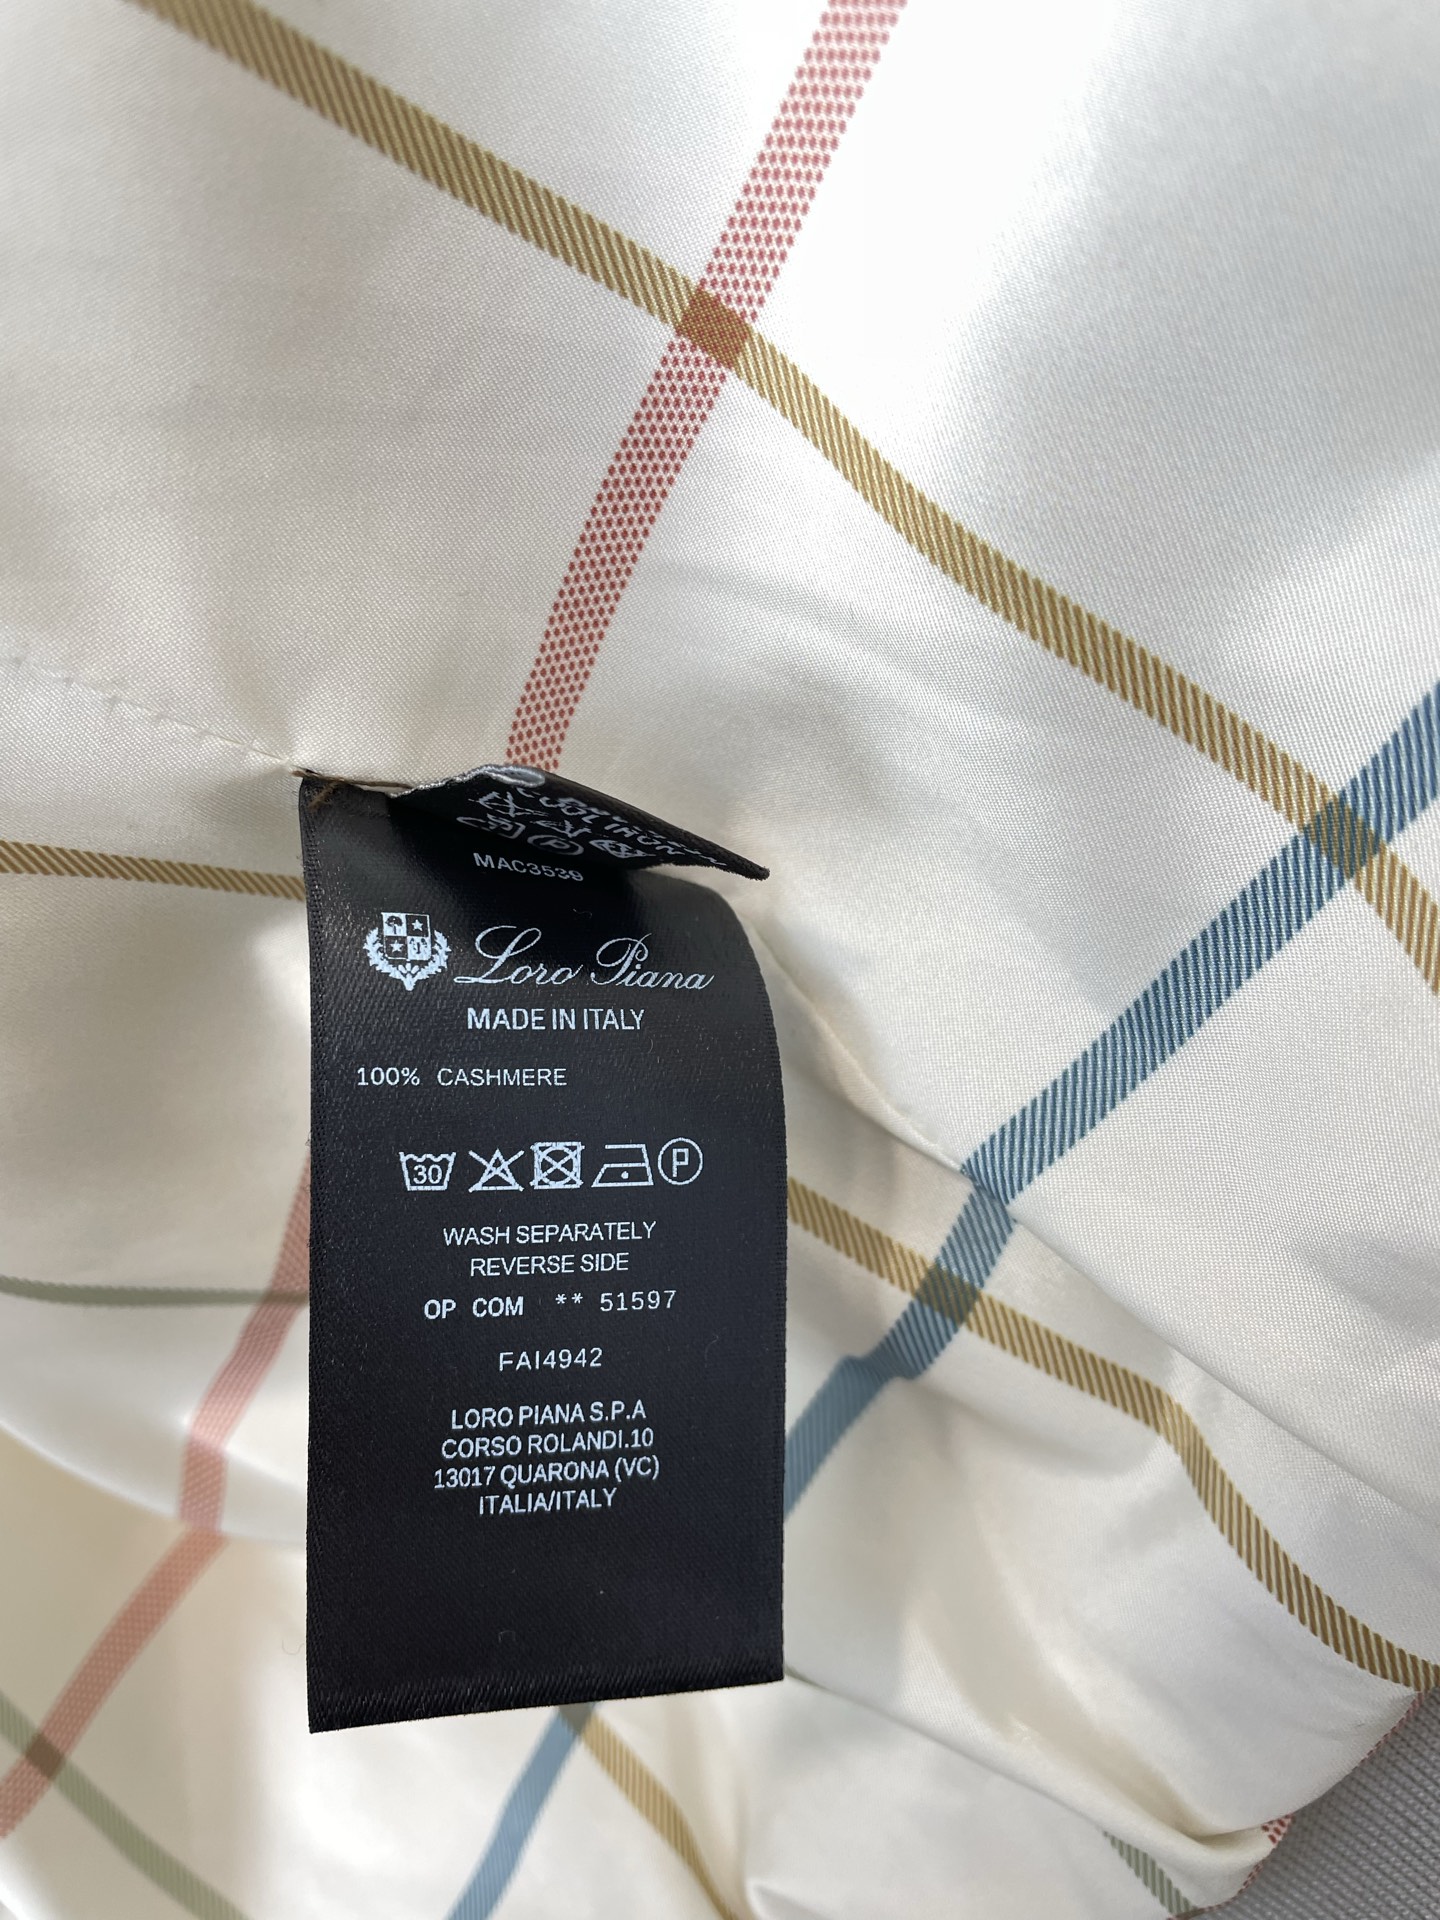 MAC3539
Loro Piana
MADE IN ITALY
100% CASHMERE
30
P
WASH SEPARATELY
REVERSE SIDE
OP COM ** 51597
FAI4942
LORO PIANA S.P.A
CORSO ROLANDI.10
13017 QUARONA (VC)
ITALIA/ITALY